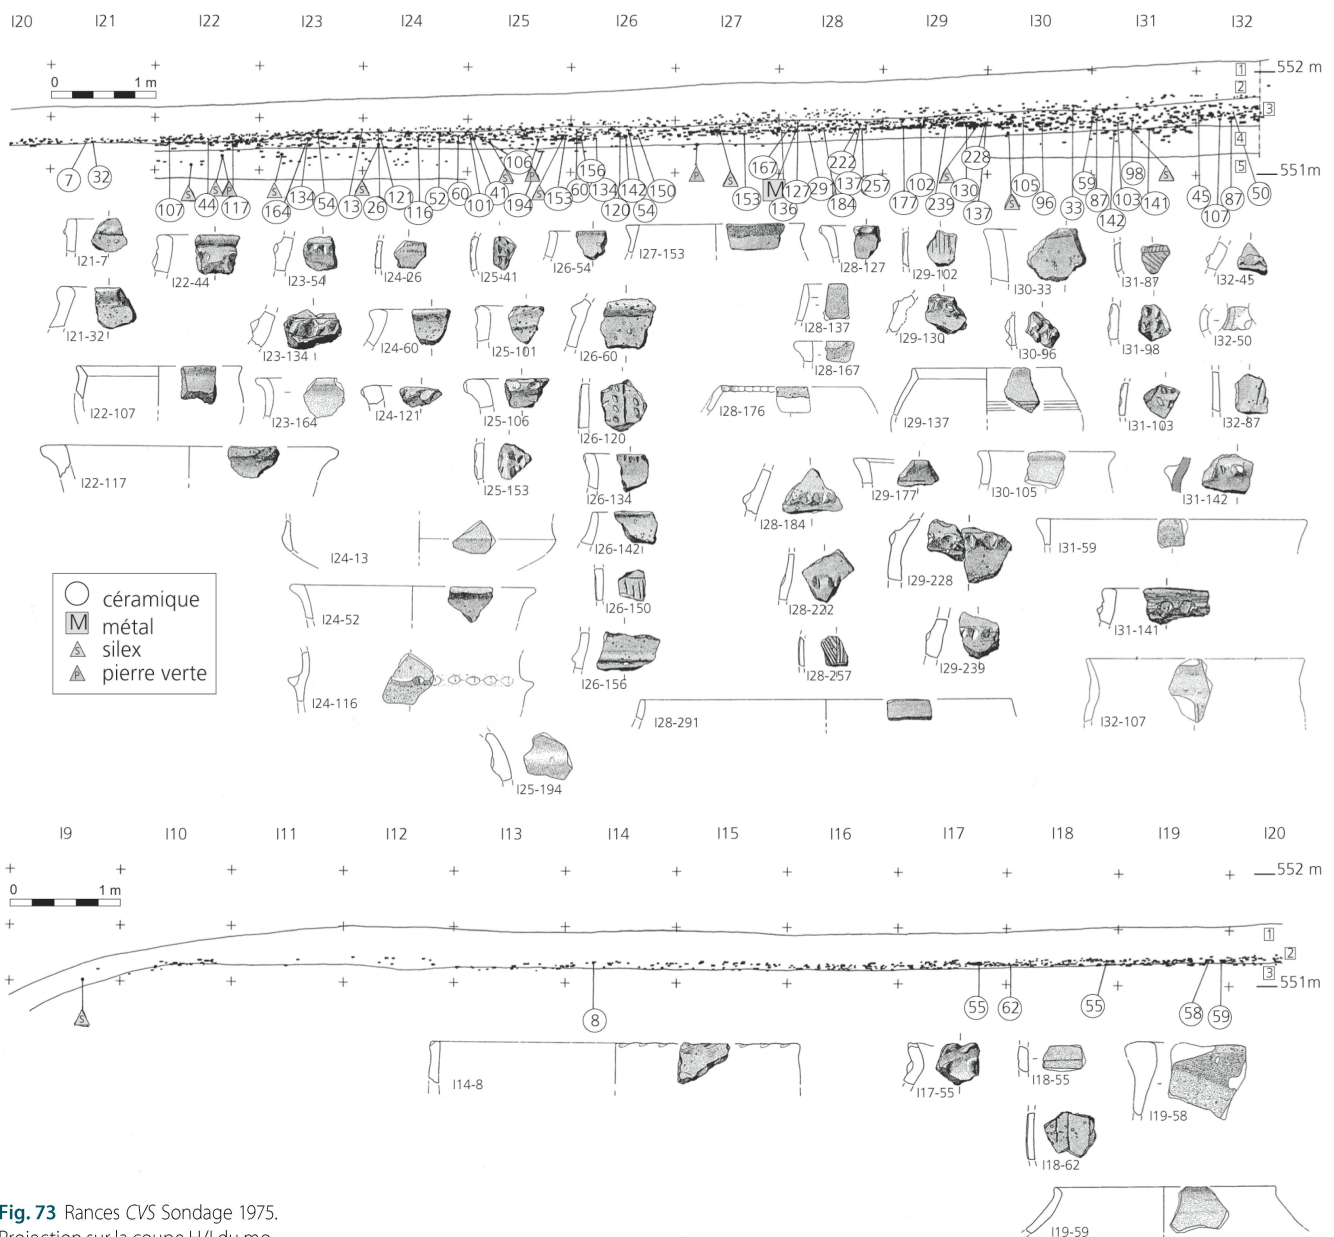 I20 I21 I22 I23 I24 I25 I26 I27 I28 I29 I30 I31 I32
0 1 m
1 552 m
2
3
4
5 551 m
106 156 167 222 228
7 32 107 S 44 S P 117 S 164 134 54 13 S 26 121 116 52 60 101 41 S 194 P S 153 60 134 120 142 54 150 P S 153 M 136 127 291 137 184 257 177 102 239 S 130 137 105 S 96 33 59 87 142 98 103 141 S 45 107 87 50
I21-7 I22-44 I23-54 I24-26 I25-41 I26-54 I27-153 I28-127 I29-102 I30-33 I31-87 I32-45
I21-32 I23-134 I24-60 I25-101 I26-60 I28-137 I29-130 I30-96 I31-98 I32-50
I28-167
I22-107 I23-164 I24-121 I25-106 I26-120 I28-176 I29-137 I31-103 I32-87
I22-117 I25-153 I26-134 I28-184 I29-177 I30-105 I31-142
I24-13 I26-142 I29-228 I31-59
céramique
métal
silex
pierre verte
M
S
P
I24-52 I26-150 I28-222 I31-141
I24-116 I26-156 I28-257 I29-239
I28-291 I32-107
I25-194
I9 I10 I11 I12 I13 I14 I15 I16 I17 I18 I19 I20
552 m
0 1 m
1
2
3 551m
S 8 55 62 55 58 59
I14-8 I17-55 I18-55 I19-58
I18-62
I19-59
Fig. 73 Rances CVS Sondage 1975.
Projection sur la coupe H/I du mo-